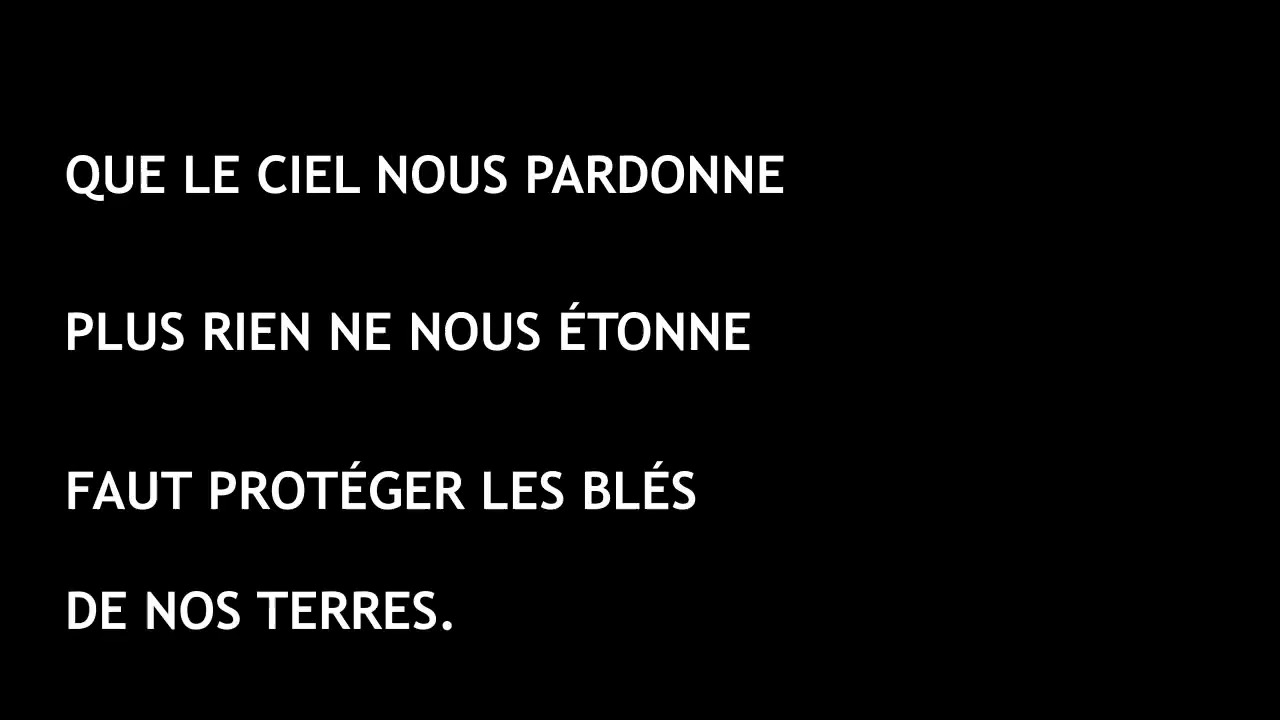 QUE LE CIEL NOUS PARDONNE
PLUS RIEN NE NOUS ÉTONNE
FAUT PROTÉGER LES BLÉS
DE NOS TERRES.